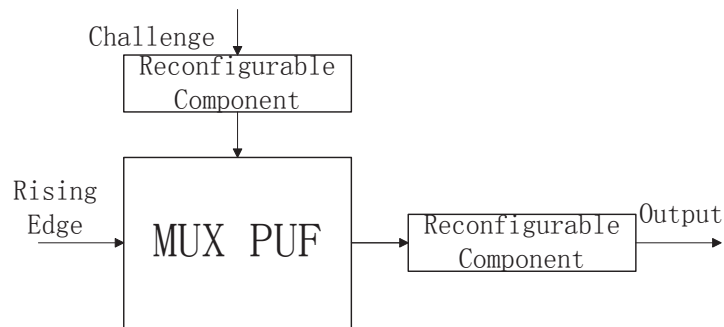 Challenge
Reconfigurable
Component
Rising
Edge
MUX PUF
Reconfigurable
Component
Output